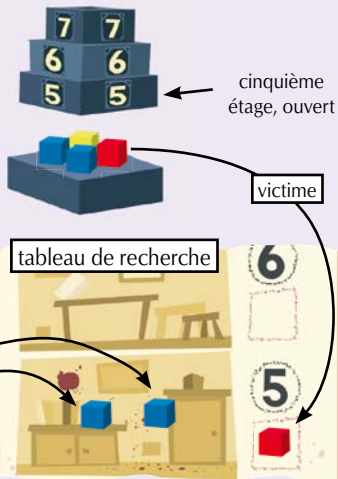 7 7
6 6
5 5
cinquième
étage, ouvert
victime
tableau de recherche
6
5